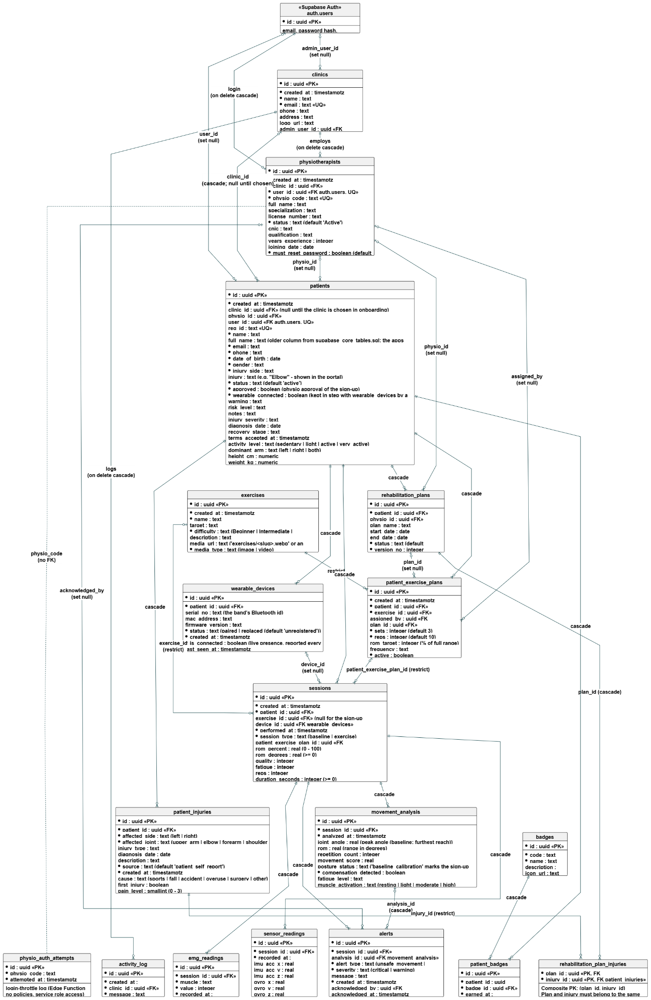 «Supabase Auth»
auth.users
id : uuid «PK»
email, password hash,
admin_user_id
(set null)
clinics
id : uuid «PK»
created_at : timestamptz
name : text
email : text «UQ»
phone : text
address : text
logo_url : text
admin_user_id : uuid «FK
login
(on delete cascade)
user_id
(set null)
employs
(on delete cascade)
clinic_id
(cascade; null until chosen)
physiotherapists
id : uuid «PK»
created_at : timestamptz
clinic_id : uuid «FK»
user_id : uuid «FK auth.users, UQ»
physio_code : text «UQ»
full_name : text
specialization : text
license_number : text
status : text (default 'Active')
cnic : text
qualification : text
years_experience : integer
joining_date : date
must_reset_password : boolean (default
physio_id
(set null)
patients
id : uuid «PK»
created_at : timestamptz
clinic_id : uuid «FK» (null until the clinic is chosen in onboarding)
physio_id : uuid «FK»
user_id : uuid «FK auth.users, UQ»
reg_id : text «UQ»
name : text
full_name : text (older column from supabase_core_tables.sql; the apps
email : text
phone : text
date_of_birth : date
gender : text
injury_side : text
injury : text (e.g. "Elbow" - shown in the portal)
status : text (default 'active')
approved : boolean (physio approval of the sign-up)
wearable_connected : boolean (kept in step with wearable_devices by a
warning : text
risk_level : text
notes : text
injury_severity : text
diagnosis_date : date
recovery_stage : text
terms_accepted_at : timestamptz
activity_level : text (sedentary | light | active | very_active)
dominant_arm : text (left | right | both)
height_cm : numeric
weight_kg : numeric
physio_id
(set null)
assigned_by
(set null)
logs
(on delete cascade)
cascade
cascade
exercises
id : uuid «PK»
created_at : timestamptz
name : text
target : text
difficulty : text (Beginner | Intermediate |
description : text
media_url : text ('exercises/<slug>.webp' or an
media_type : text (image | video)
rehabilitation_plans
id : uuid «PK»
patient_id : uuid «FK»
physio_id : uuid «FK»
plan_name : text
start_date : date
end_date : date
status : text (default
version_no : integer
cascade
physio_code
(no FK)
plan_id
(set null)
restrict
cascade
acknowledged_by
(set null)
cascade
wearable_devices
id : uuid «PK»
patient_id : uuid «FK»
serial_no : text (the band's Bluetooth id)
mac_address : text
firmware_version : text
status : text (paired | replaced (default 'unregistered'))
created_at : timestamptz
is_connected : boolean (live presence, reported every
ast_seen_at : timestamptz
exercise_id
(restrict)
patient_exercise_plans
id : uuid «PK»
created_at : timestamptz
patient_id : uuid «FK»
exercise_id : uuid «FK»
assigned_by : uuid «FK
plan_id : uuid «FK»
sets : integer (default 3)
reps : integer (default 10)
rom_target : integer (% of full range)
frequency : text
active : boolean
cascade
device_id
(set null)
patient_exercise_plan_id (restrict)
plan_id (cascade)
sessions
id : uuid «PK»
created_at : timestamptz
patient_id : uuid «FK»
exercise_id : uuid «FK» (null for the sign-up
device_id : uuid «FK wearable_devices»
performed_at : timestamptz
session_type : text (baseline | exercise)
patient_exercise_plan_id : uuid «FK
rom_percent : real (0 - 100)
rom_degrees : real (>= 0)
quality : integer
fatigue : integer
reps : integer
duration_seconds : integer (>= 0)
cascade
patient_injuries
id : uuid «PK»
patient_id : uuid «FK»
affected_side : text (left | right)
affected_joint : text (upper_arm | elbow | forearm | shoulder
injury_type : text
diagnosis_date : date
description : text
source : text (default 'patient_self_report')
created_at : timestamptz
cause : text (sports | fall | accident | overuse | surgery | other)
first_injury : boolean
pain_level : smallint (0 - 3)
movement_analysis
id : uuid «PK»
session_id : uuid «FK»
analyzed_at : timestamptz
joint_angle : real (peak angle (baseline: furthest reach))
rom : real (range in degrees)
repetition_count : integer
movement_score : real
posture_status : text ('baseline_calibration' marks the sign-up
compensation_detected : boolean
fatigue_level : text
muscle_activation : text (resting | light | moderate | high)
badges
id : uuid «PK»
code : text
name : text
description :
icon_url : text
cascade
cascade
cascade
cascade
analysis_id
(cascade)
injury_id (restrict)
physio_auth_attempts
id : uuid «PK»
physio_code : text
attempted_at : timestamptz
login-throttle log (Edge Function
no policies, service role access)
activity_log
id : uuid «PK»
created_at :
clinic_id : uuid «FK»
message : text
emg_readings
id : uuid «PK»
session_id : uuid «FK»
muscle : text
value : integer
recorded_at :
sensor_readings
id : uuid «PK»
session_id : uuid «FK»
recorded_at :
imu_acc_x : real
imu_acc_y : real
imu_acc_z : real
gyro_x : real
gyro_y : real
gyro_z : real
alerts
id : uuid «PK»
session_id : uuid «FK»
analysis_id : uuid «FK movement_analysis»
alert_type : text (unsafe_movement |
severity : text (critical | warning)
message : text
created_at : timestamptz
acknowledged_by : uuid «FK
acknowledged_at : timestamptz
patient_badges
id : uuid «PK»
patient_id : uuid
badge_id : uuid «FK»
earned_at :
rehabilitation_plan_injuries
plan_id : uuid «PK, FK
injury_id : uuid «PK, FK patient_injuries»
Composite PK: (plan_id, injury_id)
Plan and injury must belong to the same